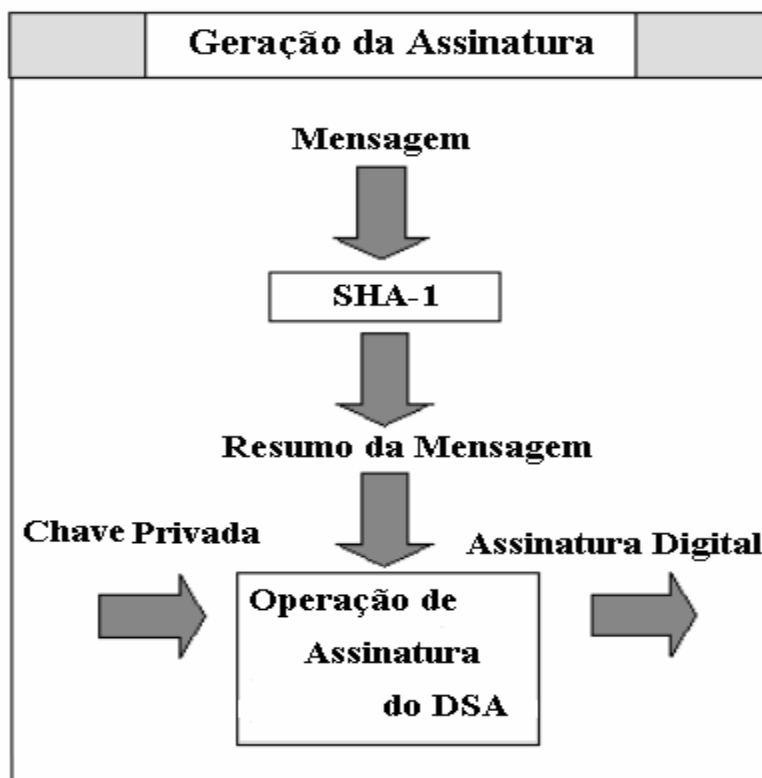 Geração da Assinatura
Mensagem
SHA-1
Resumo da Mensagem
Chave Privada
Assinatura Digital
Operação de
Assinatura
do DSA